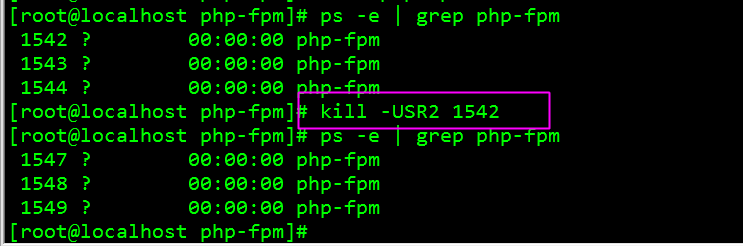 [root@localhost php-fpm]# ps -e | grep php-fpm
1542 ?        00:00:00 php-fpm
1543 ?        00:00:00 php-fpm
1544 ?        00:00:00 php-fpm
[root@localhost php-fpm]# kill -USR2 1542
[root@localhost php-fpm]# ps -e | grep php-fpm
1547 ?        00:00:00 php-fpm
1548 ?        00:00:00 php-fpm
1549 ?        00:00:00 php-fpm
[root@localhost php-fpm]#